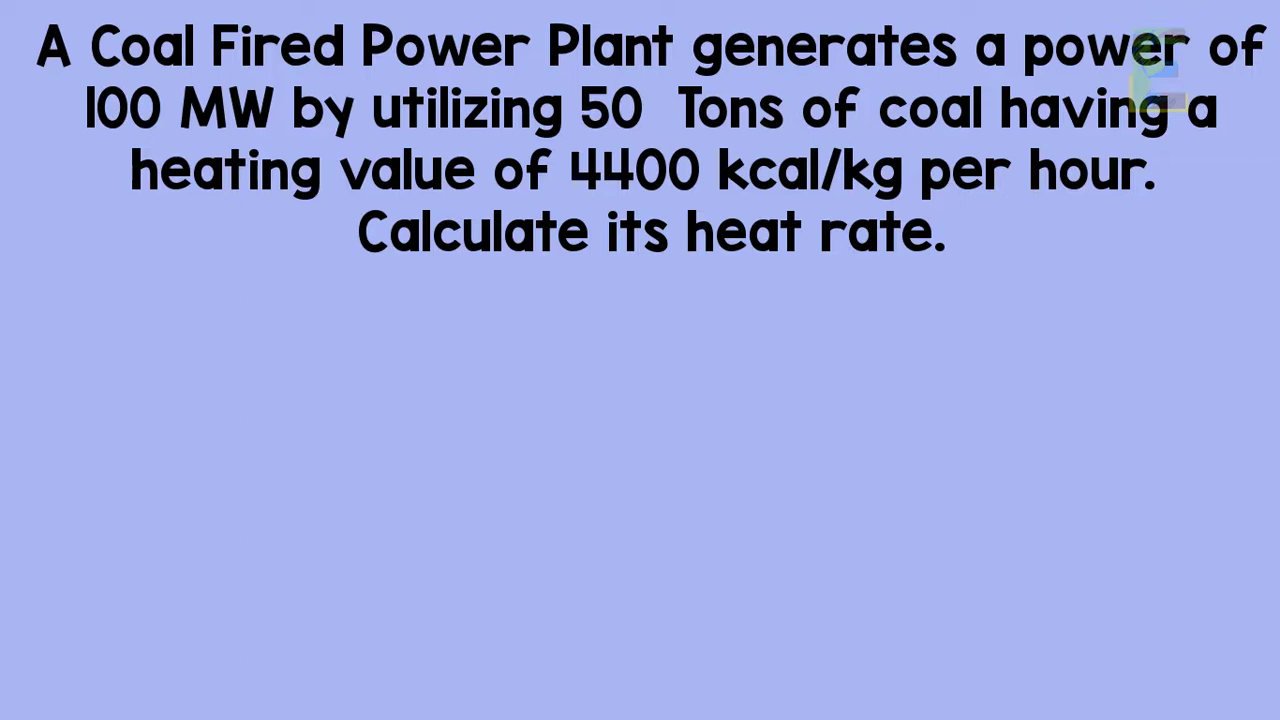 A Coal Fired Power Plant generates a power of
100 MW by utilizing 50 Tons of coal having a
heating value of 4400 kcal/kg per hour.
Calculate its heat rate.